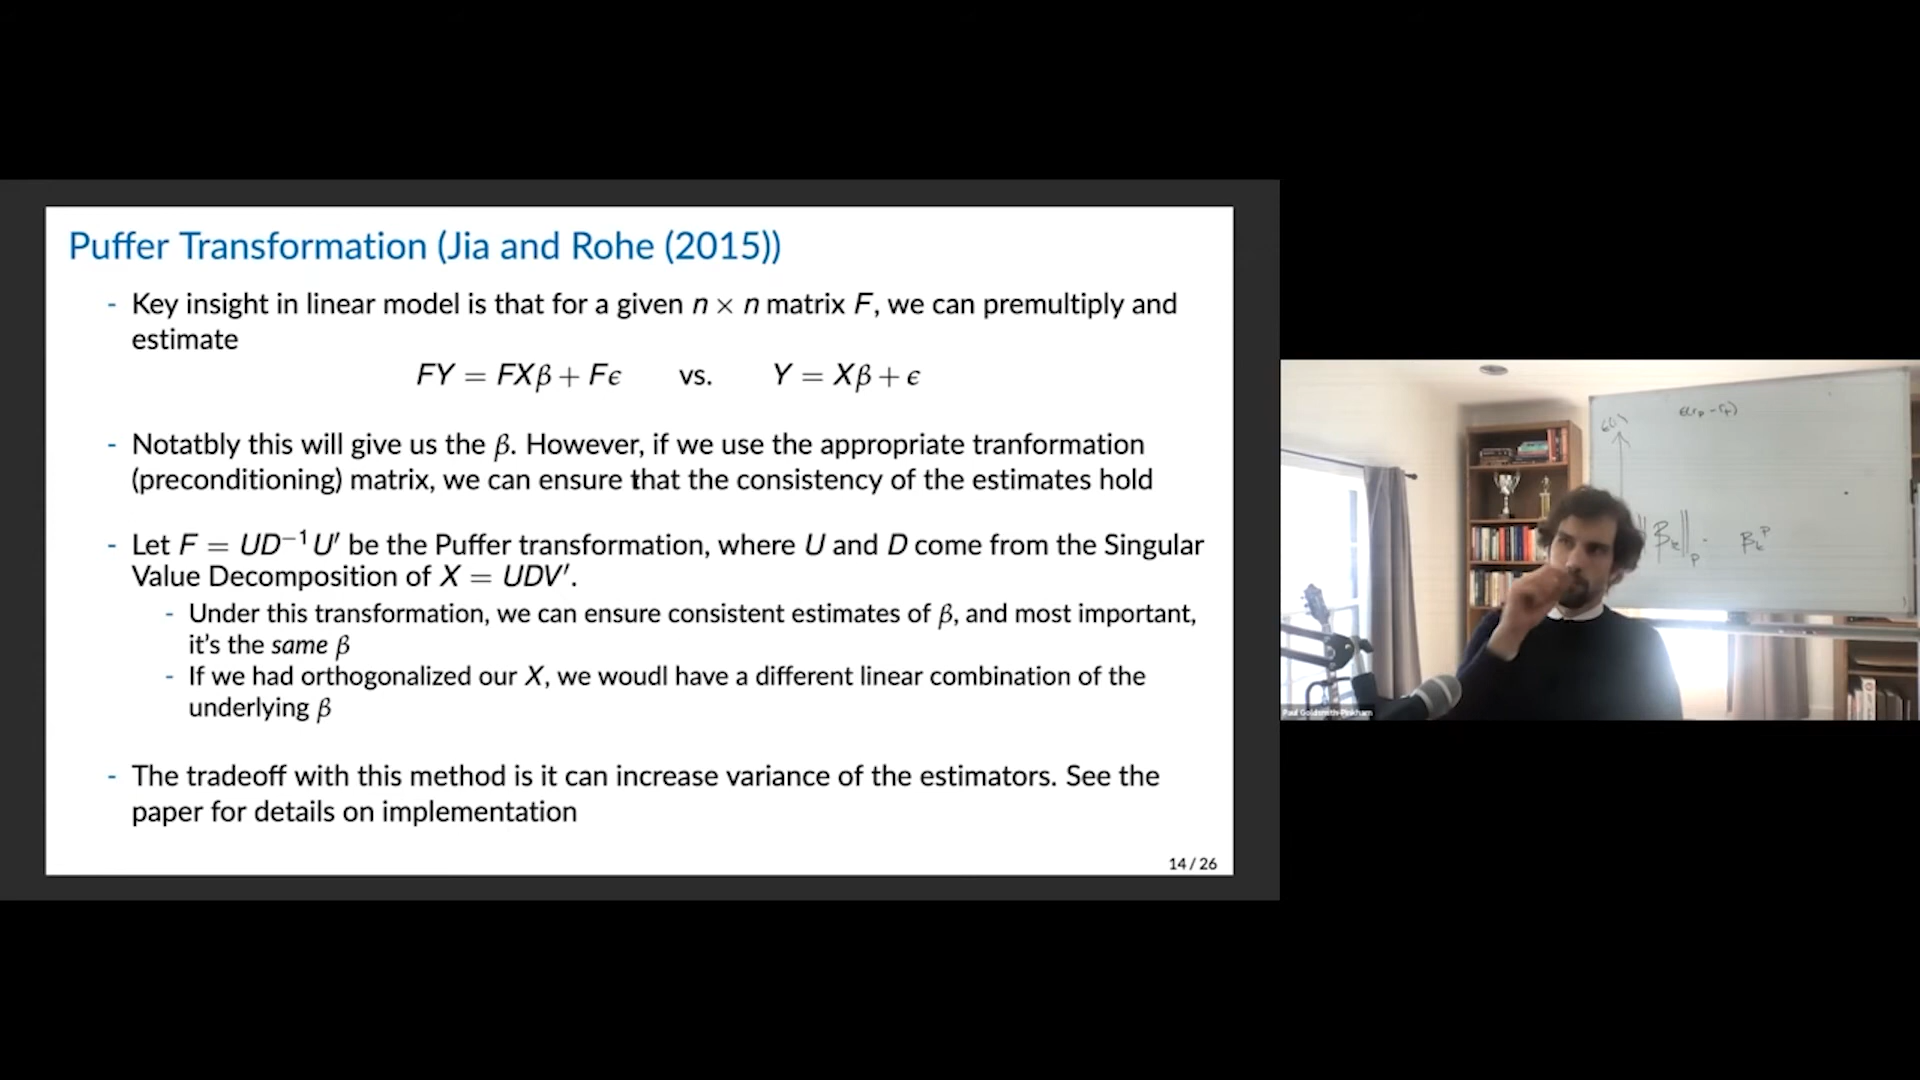 Puffer Transformation (Jia and Rohe (2015))
- Key insight in linear model is that for a given n × n matrix F, we can premultiply and
estimate
FY = FXβ + Fϵ vs. Y = Xβ + ϵ
- Notatbly this will give us the β. However, if we use the appropriate tranformation
(preconditioning) matrix, we can ensure that the consistency of the estimates hold
- Let F = UD⁻¹U′ be the Puffer transformation, where U and D come from the Singular
Value Decomposition of X = UDV′.
- Under this transformation, we can ensure consistent estimates of β, and most important,
it's the same β
- If we had orthogonalized our X, we woudl have a different linear combination of the
underlying β
- The tradeoff with this method is it can increase variance of the estimators. See the
paper for details on implementation
14 / 26
Paul Goldsmith-Pinkham